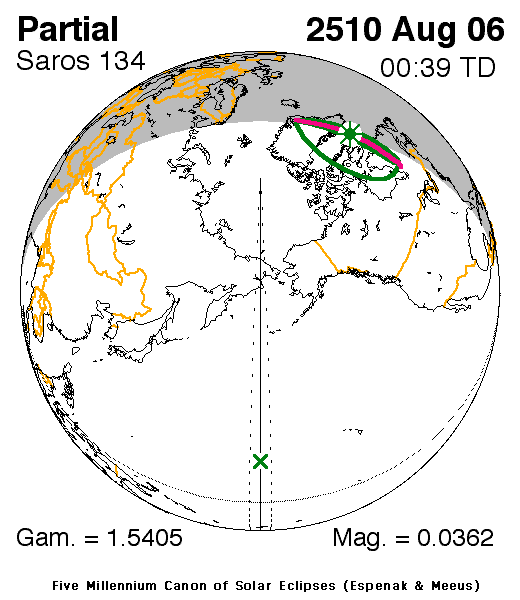 Partial 2510 Aug 06
Saros 134 00:39 TD
Gam. = 1.5405 Mag. = 0.0362
Five Millennium Canon of Solar Eclipses (Espenak & Meeus)